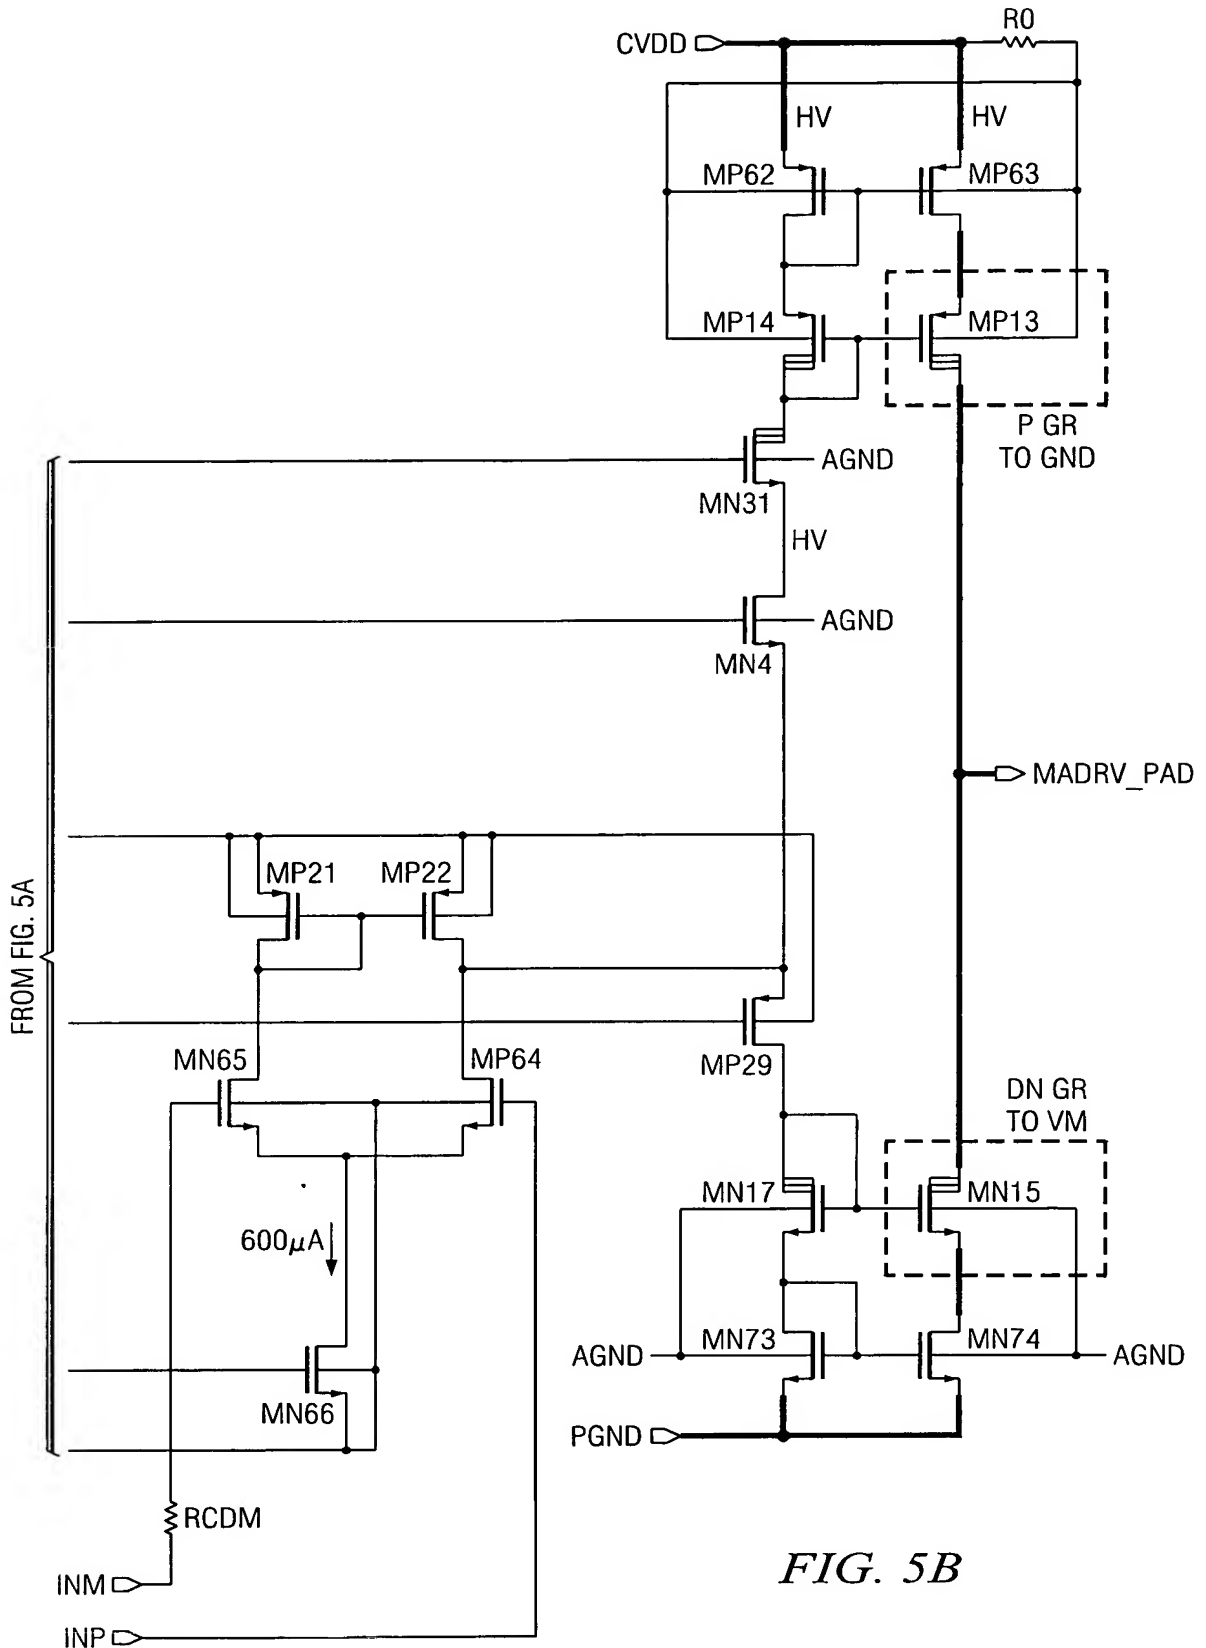 R0
CVDD
HV HV
MP62 MP63
MP14 MP13
P GR
TO GND
AGND
MN31
HV
AGND
MN4
MADRV_PAD
FROM FIG. 5A
MP21 MP22
MN65 MP64
MP29
DN GR
TO VM
MN17 MN15
600μA
AGND MN73 MN74 AGND
MN66
PGND
RCDM
INM
INP
FIG. 5B